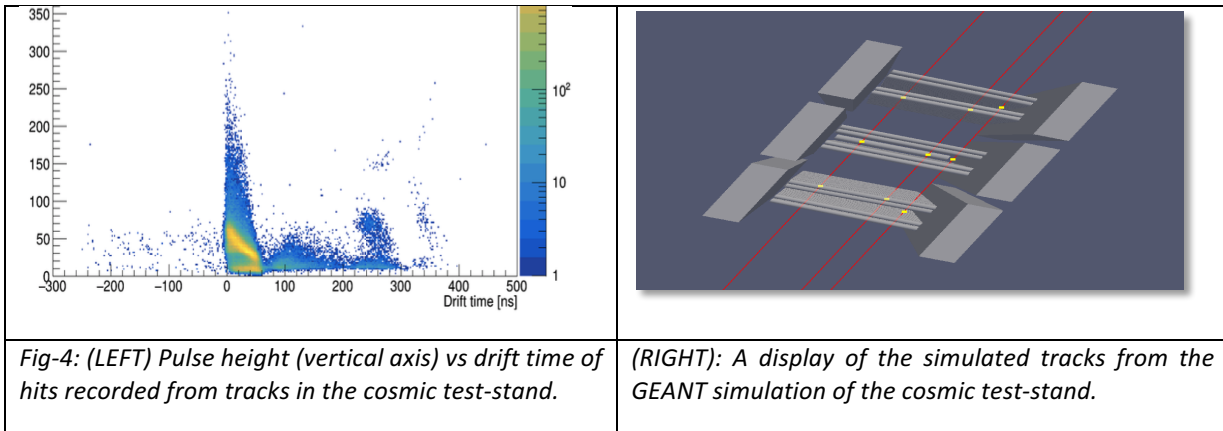 350
300
250
200
150
100
50
0
−300 −200 −100 0 100 200 300 400 500
Drift time [ns]
10²
10
1
Fig-4: (LEFT) Pulse height (vertical axis) vs drift time of
hits recorded from tracks in the cosmic test-stand.
(RIGHT): A display of the simulated tracks from the
GEANT simulation of the cosmic test-stand.